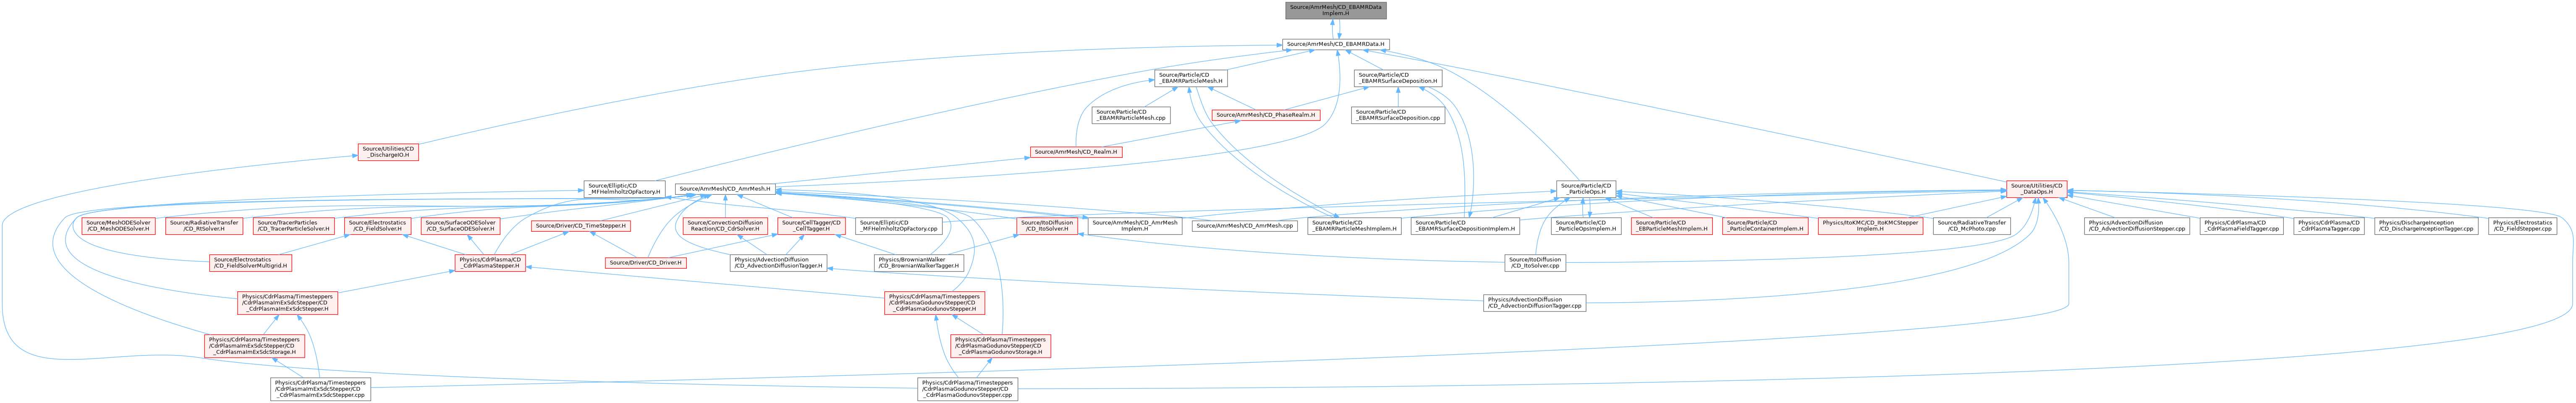 Source/AmrMesh/CD_EBAMRData
Implem.H
Source/AmrMesh/CD_EBAMRData.H
Source/Particle/CD
_EBAMRParticleMesh.H
Source/Particle/CD
_EBAMRSurfaceDeposition.H
Source/Particle/CD
_EBAMRParticleMesh.cpp
Source/AmrMesh/CD_PhaseRealm.H
Source/Particle/CD
_EBAMRSurfaceDeposition.cpp
Source/Utilities/CD
_DischargeIO.H
Source/AmrMesh/CD_Realm.H
Source/Elliptic/CD
_MFHelmholtzOpFactory.H
Source/AmrMesh/CD_AmrMesh.H
Source/Particle/CD
_ParticleOps.H
Source/Utilities/CD
_DataOps.H
Source/MeshODESolver
/CD_MeshODESolver.H
Source/RadiativeTransfer
/CD_RtSolver.H
Source/TracerParticles
/CD_TracerParticleSolver.H
Source/Electrostatics
/CD_FieldSolver.H
Source/SurfaceODESolver
/CD_SurfaceODESolver.H
Source/Driver/CD_TimeStepper.H
Source/ConvectionDiffusion
Reaction/CD_CdrSolver.H
Source/CellTagger/CD
_CellTagger.H
Source/Elliptic/CD
_MFHelmholtzOpFactory.cpp
Source/ItoDiffusion
/CD_ItoSolver.H
Source/AmrMesh/CD_AmrMesh
Implem.H
Source/AmrMesh/CD_AmrMesh.cpp
Source/Particle/CD
_EBAMRParticleMeshImplem.H
Source/Particle/CD
_EBAMRSurfaceDepositionImplem.H
Source/Particle/CD
_ParticleOpsImplem.H
Source/Particle/CD
_EBParticleMeshImplem.H
Source/Particle/CD
_ParticleContainerImplem.H
Physics/ItoKMC/CD_ItoKMCStepper
Implem.H
Source/RadiativeTransfer
/CD_McPhoto.cpp
Physics/AdvectionDiffusion
/CD_AdvectionDiffusionStepper.cpp
Physics/CdrPlasma/CD
_CdrPlasmaFieldTagger.cpp
Physics/CdrPlasma/CD
_CdrPlasmaTagger.cpp
Physics/DischargeInception
/CD_DischargeInceptionTagger.cpp
Physics/Electrostatics
/CD_FieldStepper.cpp
Source/Electrostatics
/CD_FieldSolverMultigrid.H
Physics/CdrPlasma/CD
_CdrPlasmaStepper.H
Source/Driver/CD_Driver.H
Physics/AdvectionDiffusion
/CD_AdvectionDiffusionTagger.H
Physics/BrownianWalker
/CD_BrownianWalkerTagger.H
Source/ItoDiffusion
/CD_ItoSolver.cpp
Physics/CdrPlasma/Timesteppers
/CdrPlasmaImExSdcStepper/CD
_CdrPlasmaImExSdcStepper.H
Physics/CdrPlasma/Timesteppers
/CdrPlasmaGodunovStepper/CD
_CdrPlasmaGodunovStepper.H
Physics/AdvectionDiffusion
/CD_AdvectionDiffusionTagger.cpp
Physics/CdrPlasma/Timesteppers
/CdrPlasmaImExSdcStepper/CD
_CdrPlasmaImExSdcStorage.H
Physics/CdrPlasma/Timesteppers
/CdrPlasmaGodunovStepper/CD
_CdrPlasmaGodunovStorage.H
Physics/CdrPlasma/Timesteppers
/CdrPlasmaImExSdcStepper/CD
_CdrPlasmaImExSdcStepper.cpp
Physics/CdrPlasma/Timesteppers
/CdrPlasmaGodunovStepper/CD
_CdrPlasmaGodunovStepper.cpp